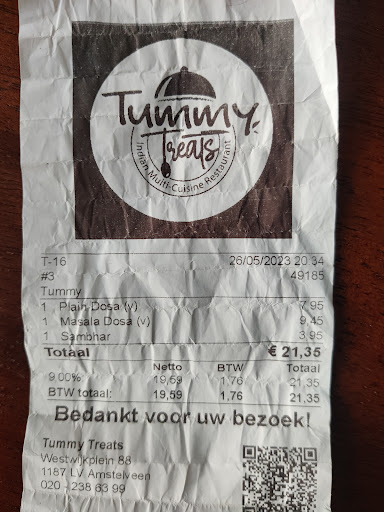 Tummy
Treats
Indian Multi-Cuisine Restaurant
T-16 26/05/2023 20:34
#3 49185
Tummy
1 Plain Dosa (v) 7,95
1 Masala Dosa (v) 9,45
1 Sambhar 3,95
Totaal € 21,35
Netto BTW Totaal
9.00% 19,59 1,76 21,35
BTW totaal: 19,59 1,76 21,35
Bedankt voor uw bezoek!
Tummy Treats
Westwijkplein 88
1187 LV Amstelveen
020 - 238 63 99